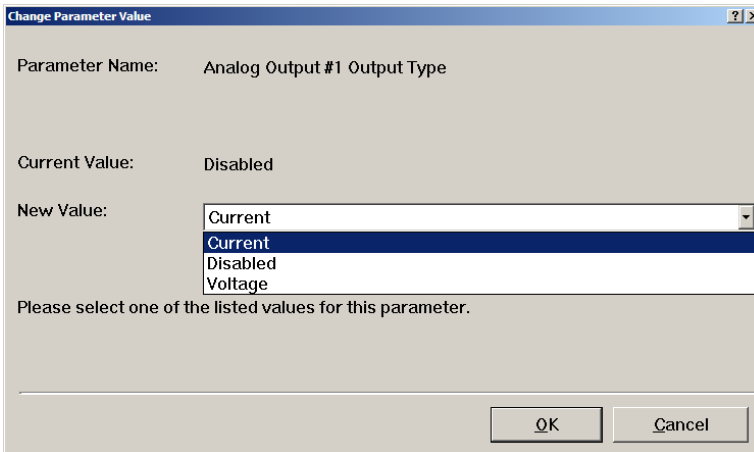 Change Parameter Value
Parameter Name: Analog Output #1 Output Type
Current Value: Disabled
New Value: Current
Current
Disabled
Voltage
Please select one of the listed values for this parameter.
OK Cancel